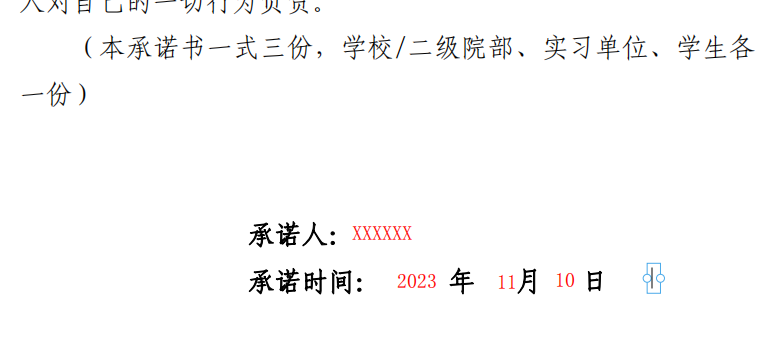 人对自己的一切行为负责。
（本承诺书一式三份，学校/二级院部、实习单位、学生各
一份）
承诺人：XXXXXX
承诺时间： 2023 年 11月 10 日